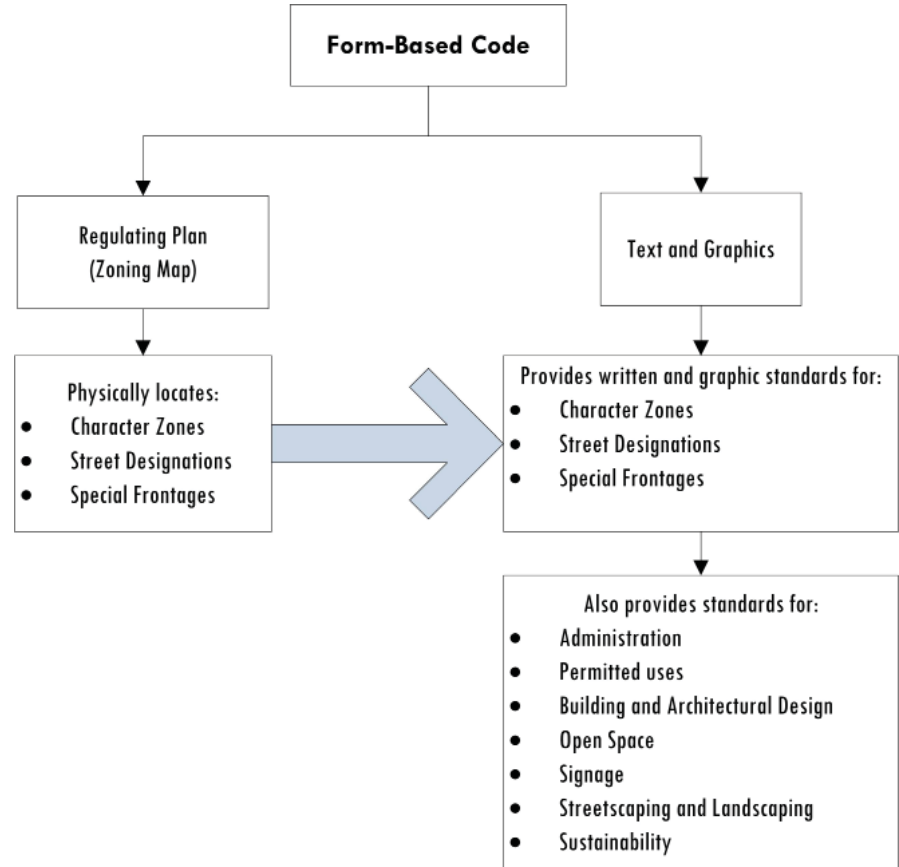 Form-Based Code
Regulating Plan
(Zoning Map)
Text and Graphics
Physically locates:
● Character Zones
● Street Designations
● Special Frontages
Provides written and graphic standards for:
● Character Zones
● Street Designations
● Special Frontages
Also provides standards for:
● Administration
● Permitted uses
● Building and Architectural Design
● Open Space
● Signage
● Streetscaping and Landscaping
● Sustainability